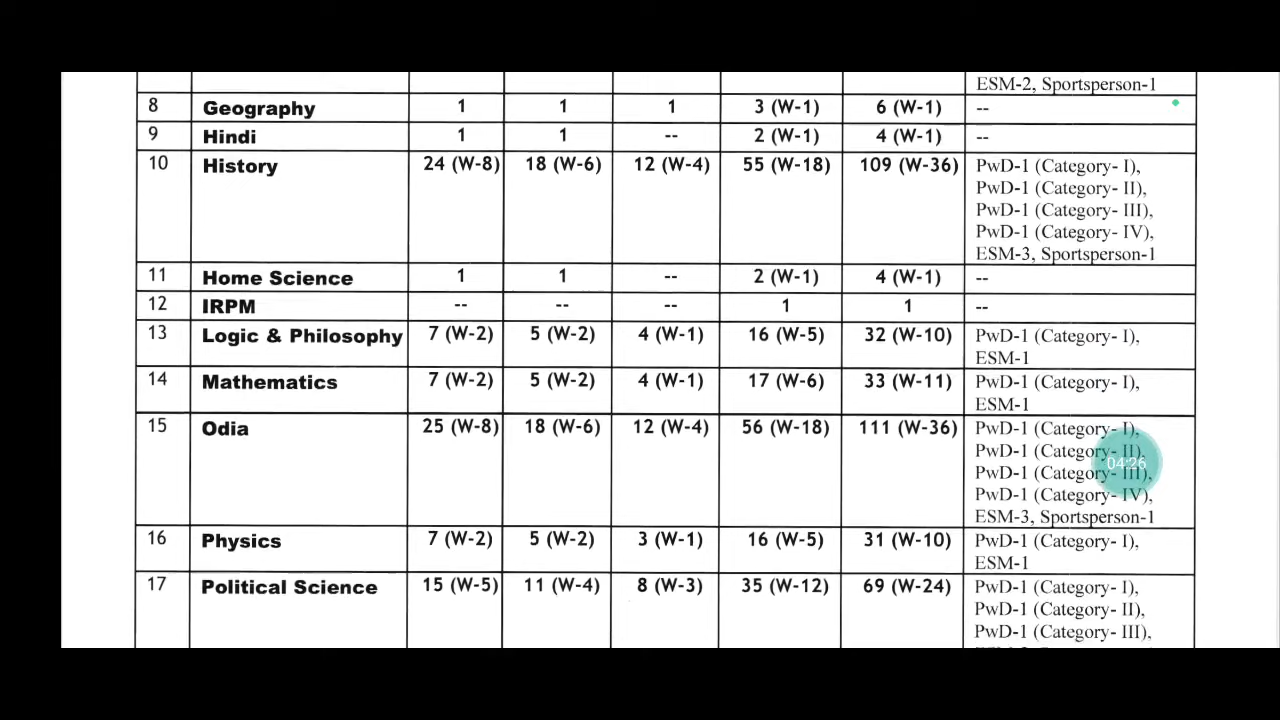 ESM-2, Sportsperson-1
8 Geography 1 1 1 3 (W-1) 6 (W-1) --
9 Hindi 1 1 -- 2 (W-1) 4 (W-1) --
10 History 24 (W-8) 18 (W-6) 12 (W-4) 55 (W-18) 109 (W-36) PwD-1 (Category- I),
PwD-1 (Category- II),
PwD-1 (Category- III),
PwD-1 (Category- IV),
ESM-3, Sportsperson-1
11 Home Science 1 1 -- 2 (W-1) 4 (W-1) --
12 IRPM -- -- -- 1 1 --
13 Logic & Philosophy 7 (W-2) 5 (W-2) 4 (W-1) 16 (W-5) 32 (W-10) PwD-1 (Category- I),
ESM-1
14 Mathematics 7 (W-2) 5 (W-2) 4 (W-1) 17 (W-6) 33 (W-11) PwD-1 (Category- I),
ESM-1
15 Odia 25 (W-8) 18 (W-6) 12 (W-4) 56 (W-18) 111 (W-36) PwD-1 (Category- I),
PwD-1 (Category- II),
04:26
PwD-1 (Category- III),
PwD-1 (Category- IV),
ESM-3, Sportsperson-1
16 Physics 7 (W-2) 5 (W-2) 3 (W-1) 16 (W-5) 31 (W-10) PwD-1 (Category- I),
ESM-1
17 Political Science 15 (W-5) 11 (W-4) 8 (W-3) 35 (W-12) 69 (W-24) PwD-1 (Category- I),
PwD-1 (Category- II),
PwD-1 (Category- III),